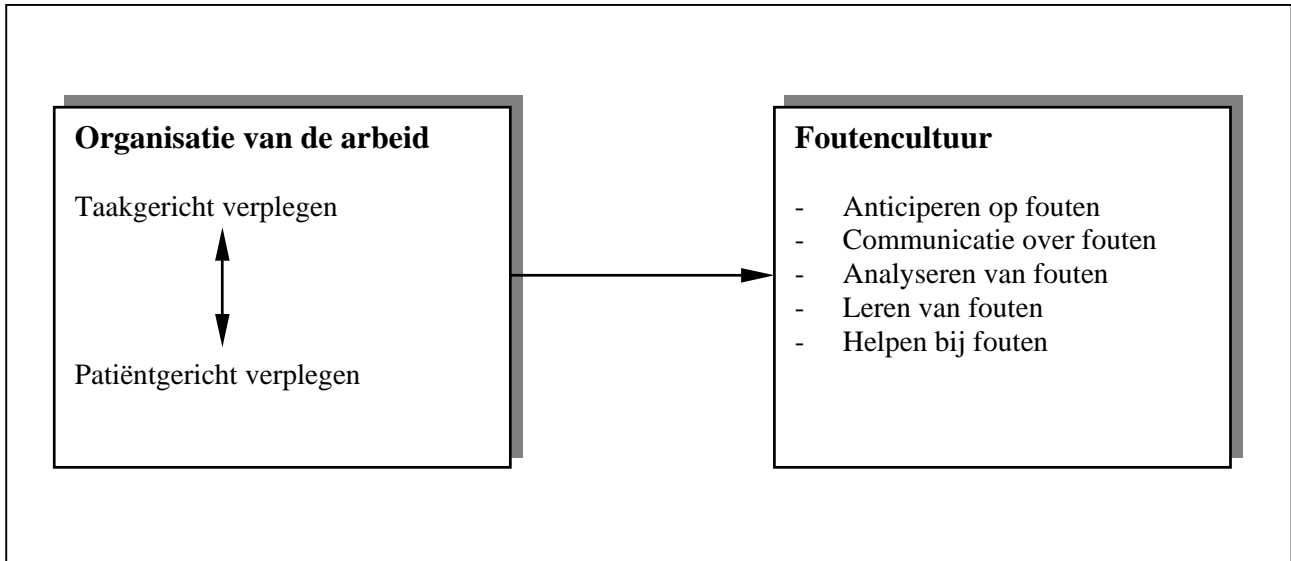 Organisatie van de arbeid
Taakgericht verplegen
Patiëntgericht verplegen
Foutencultuur
- Anticiperen op fouten
- Communicatie over fouten
- Analyseren van fouten
- Leren van fouten
- Helpen bij fouten